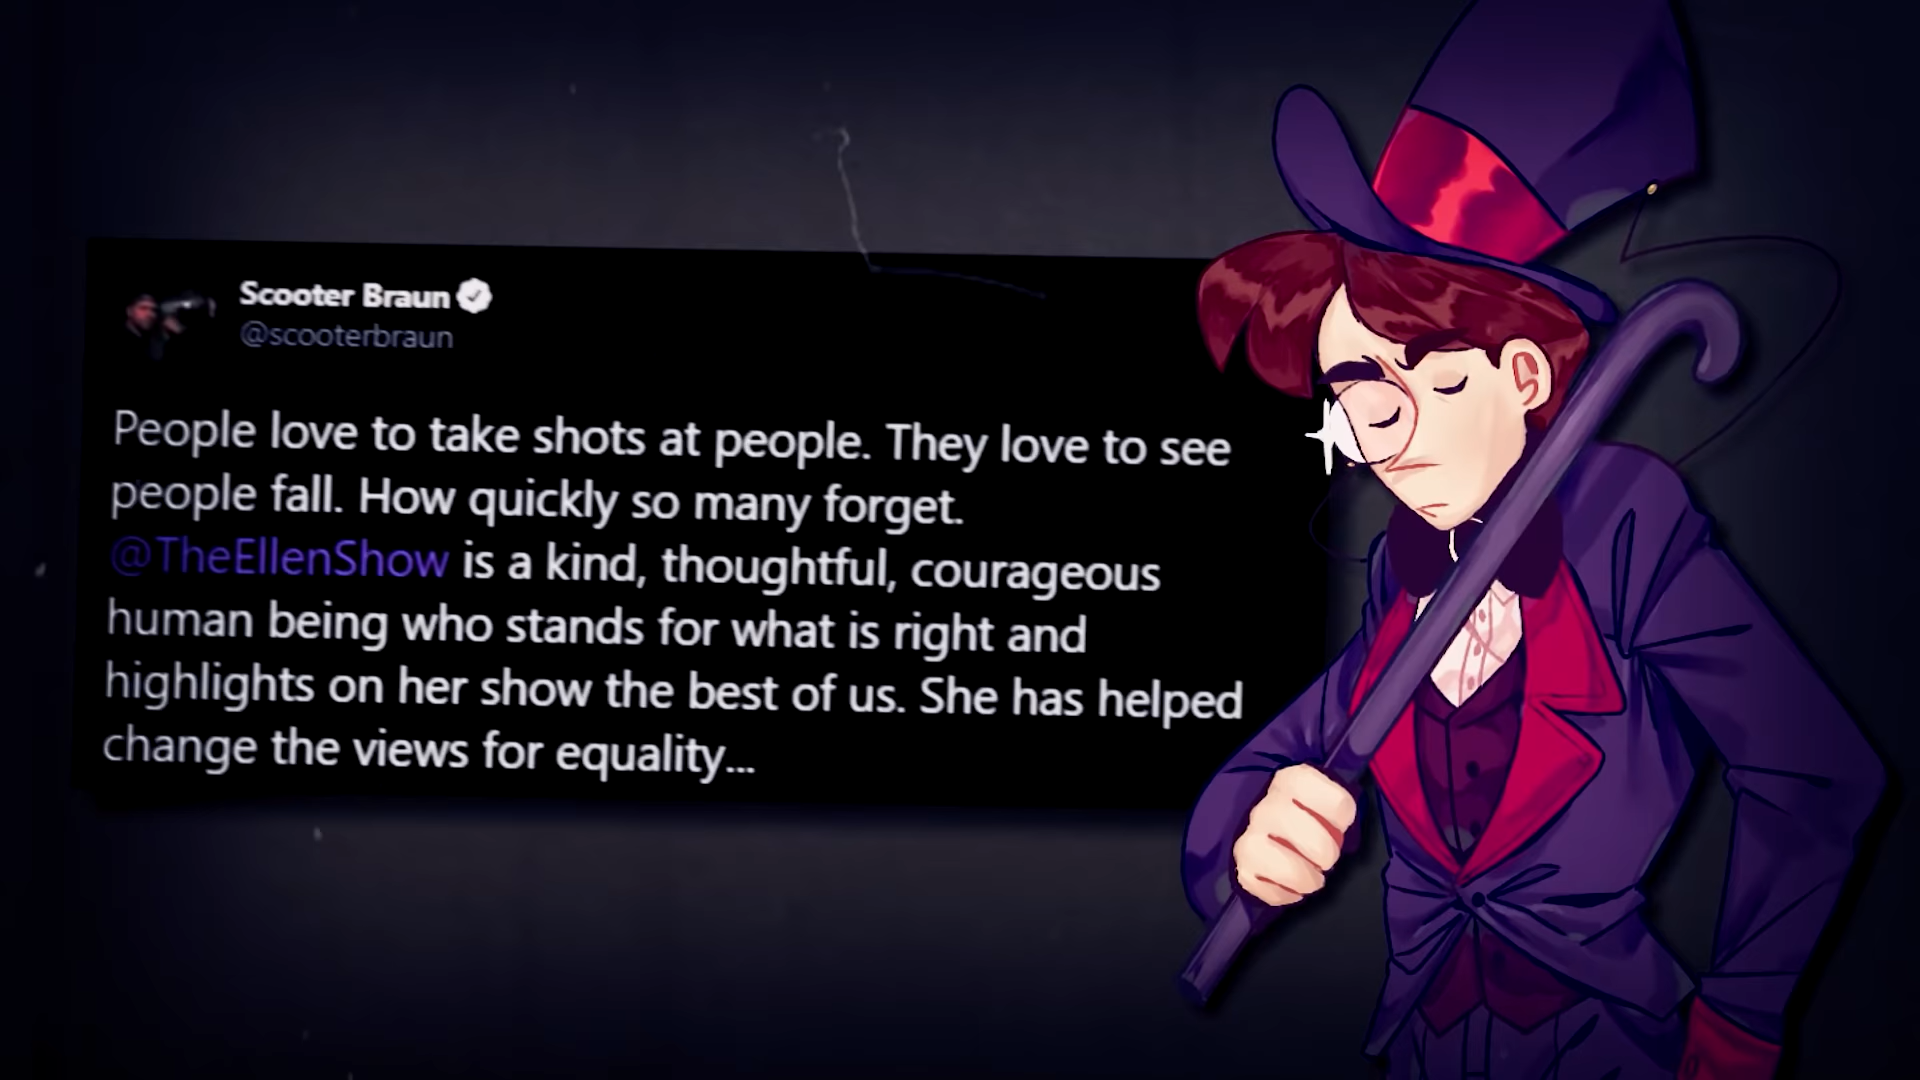 Scooter Braun
@scooterbraun
People love to take shots at people. They love to see
people fall. How quickly so many forget.
@TheEllenShow is a kind, thoughtful, courageous
human being who stands for what is right and
highlights on her show the best of us. She has helped
change the views for equality...